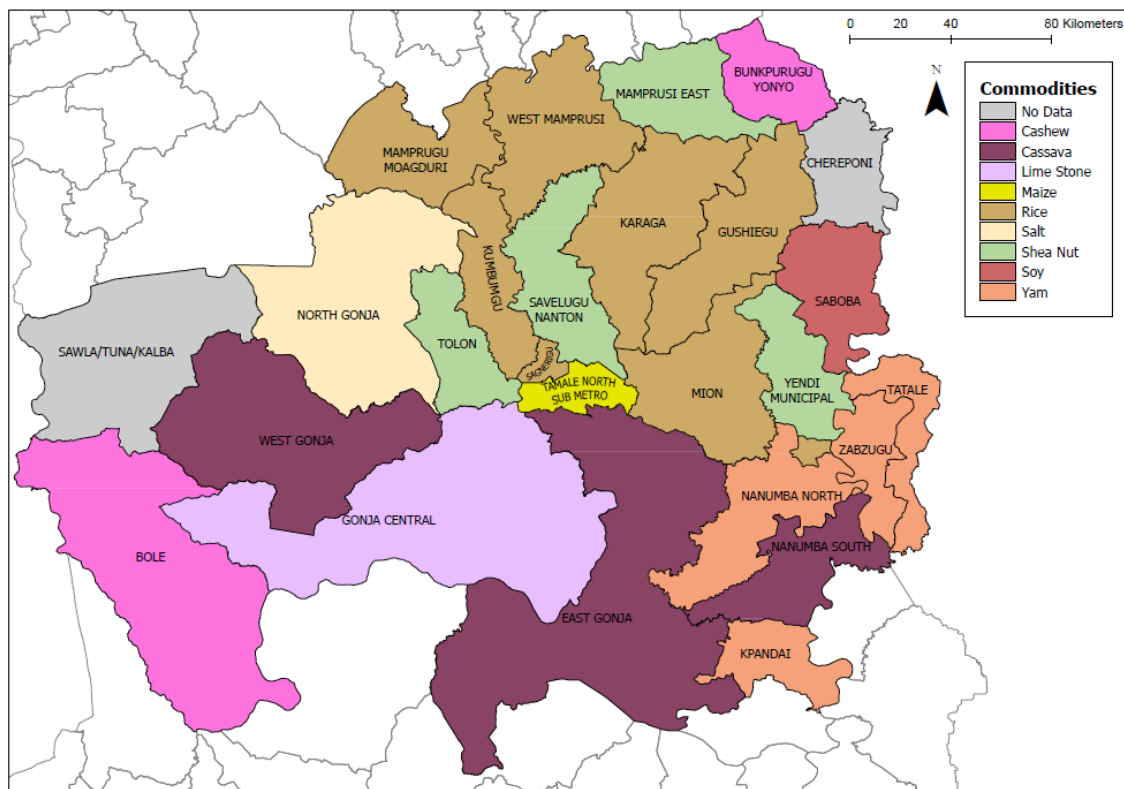 0 20 40 80 Kilometers
N
Commodities
No Data
Cashew
Cassava
Lime Stone
Maize
Rice
Salt
Shea Nut
Soy
Yam
BUNKPURUGU
YONYO
MAMPRUSI EAST
WEST MAMPRUSI
MAMPRUGU
MOAGDURI
CHEREPONI
KARAGA
GUSHIEGU
KUMBUMGU
SAVELUGU
NANTON
SABOBA
NORTH GONJA
TOLON
SAGNERIGU
SAWLA/TUNA/KALBA
TAMALE NORTH
SUB METRO
MION
YENDI
MUNICIPAL
TATALE
WEST GONJA
ZABZUGU
NANUMBA NORTH
GONJA CENTRAL
NANUMBA SOUTH
BOLE
EAST GONJA
KPANDAI